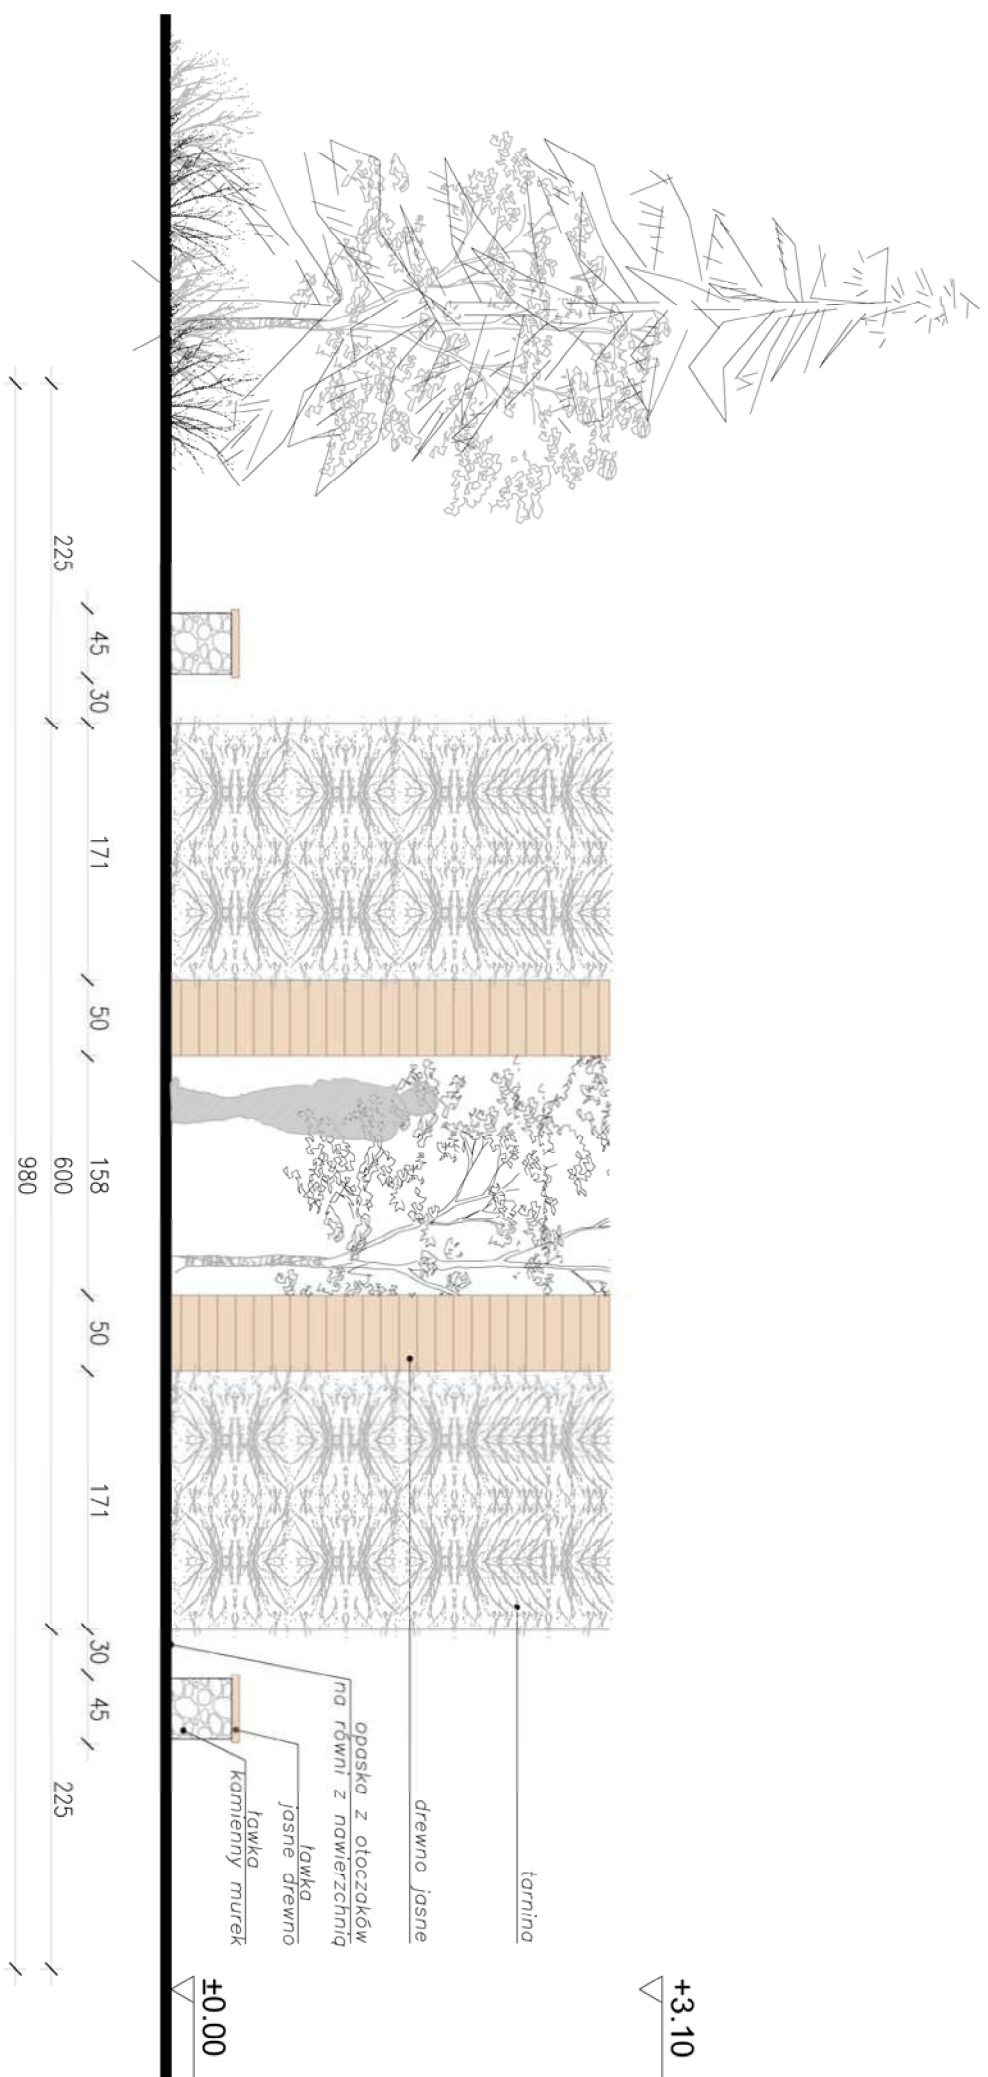 +3.10
±0.00
tarnina
drewno jasne
opaska z otoczaków
na równi z nawierzchnią
ławka
jasne drewno
ławka
kamienny murek
45
30
171
50
158
50
171
30
45
225
600
225
980